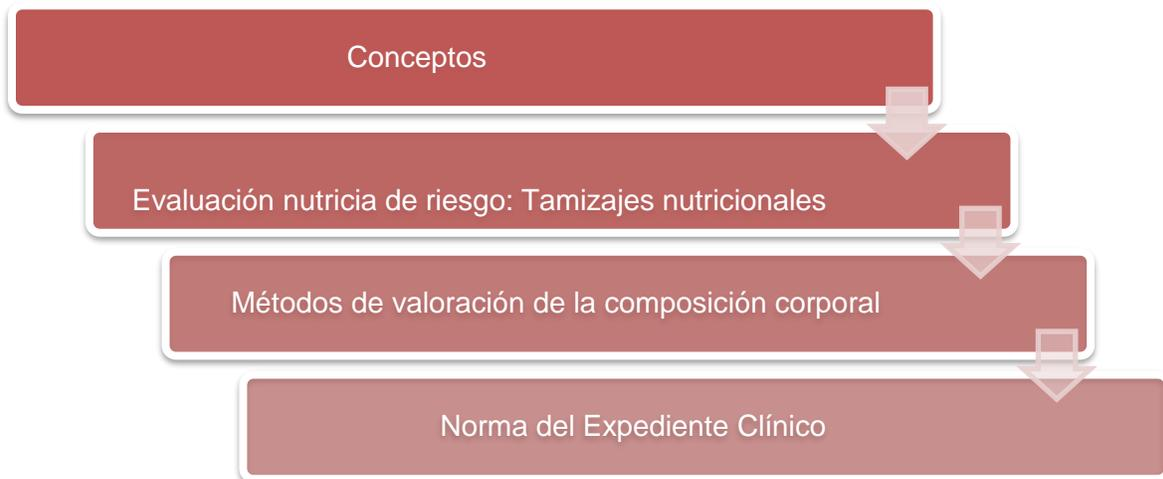 Conceptos
Evaluación nutricia de riesgo: Tamizajes nutricionales
Métodos de valoración de la composición corporal
Norma del Expediente Clínico